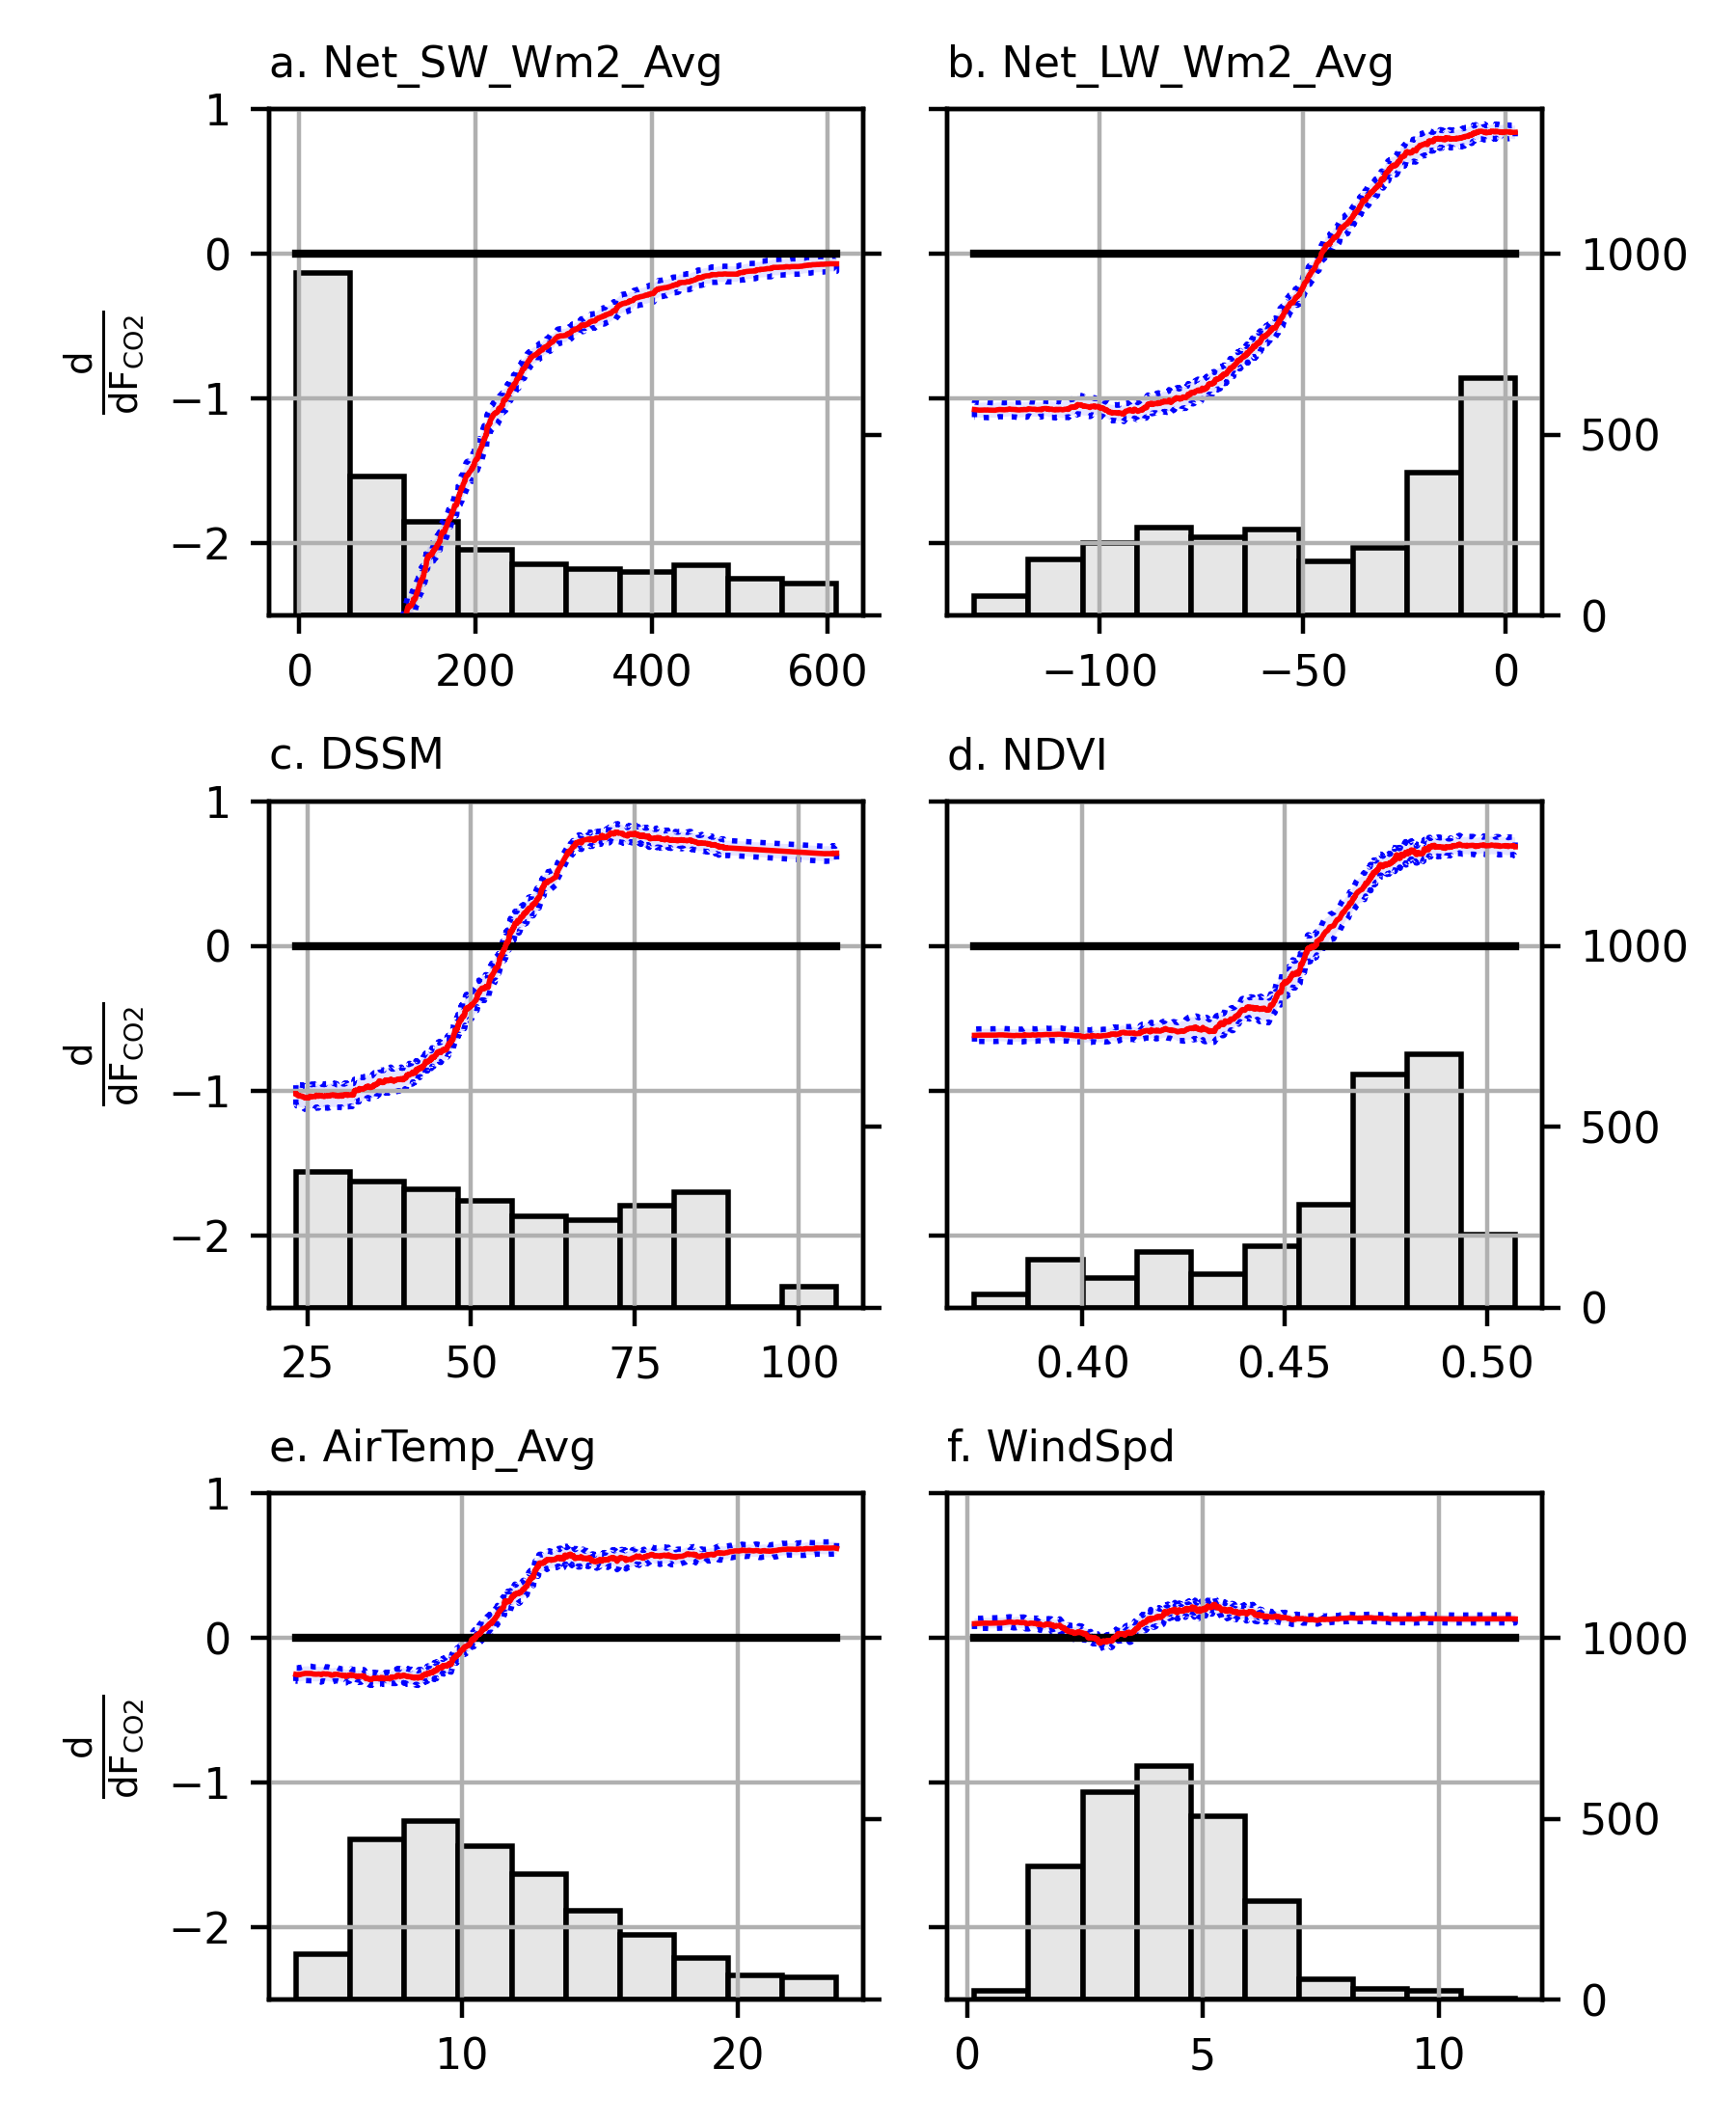 a. Net_SW_Wm2_Avg
b. Net_LW_Wm2_Avg
1
0
−1
−2
d
dF_CO2
1000
500
0
0 200 400 600
−100 −50 0
c. DSSM
d. NDVI
1
0
−1
−2
d
dF_CO2
1000
500
0
25 50 75 100
0.40 0.45 0.50
e. AirTemp_Avg
f. WindSpd
1
0
−1
−2
d
dF_CO2
1000
500
0
10 20
0 5 10